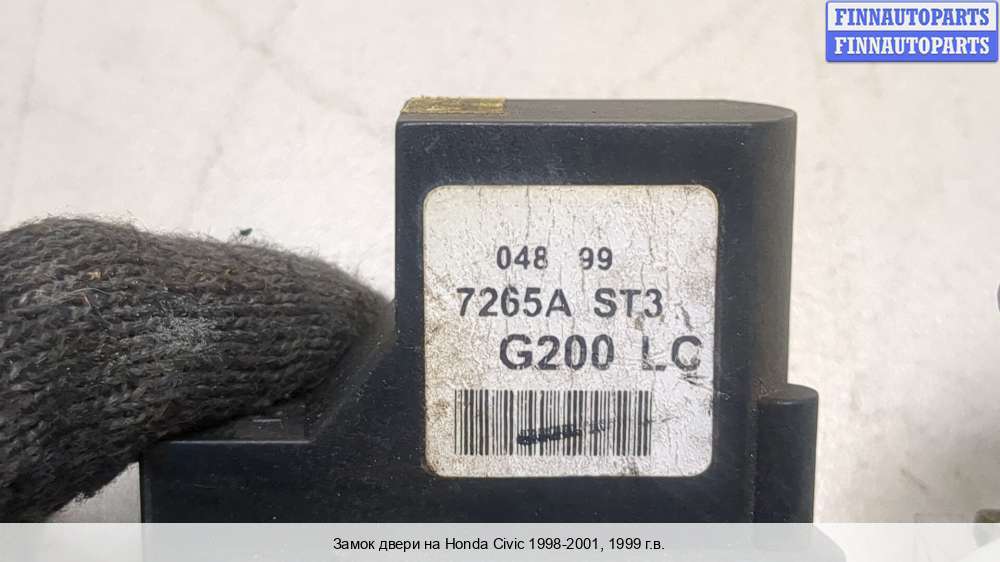 FINNAUTOPARTS
FINNAUTOPARTS
048 99
7265A ST3
G200 LC
Замок двери на Honda Civic 1998-2001, 1999 г.в.